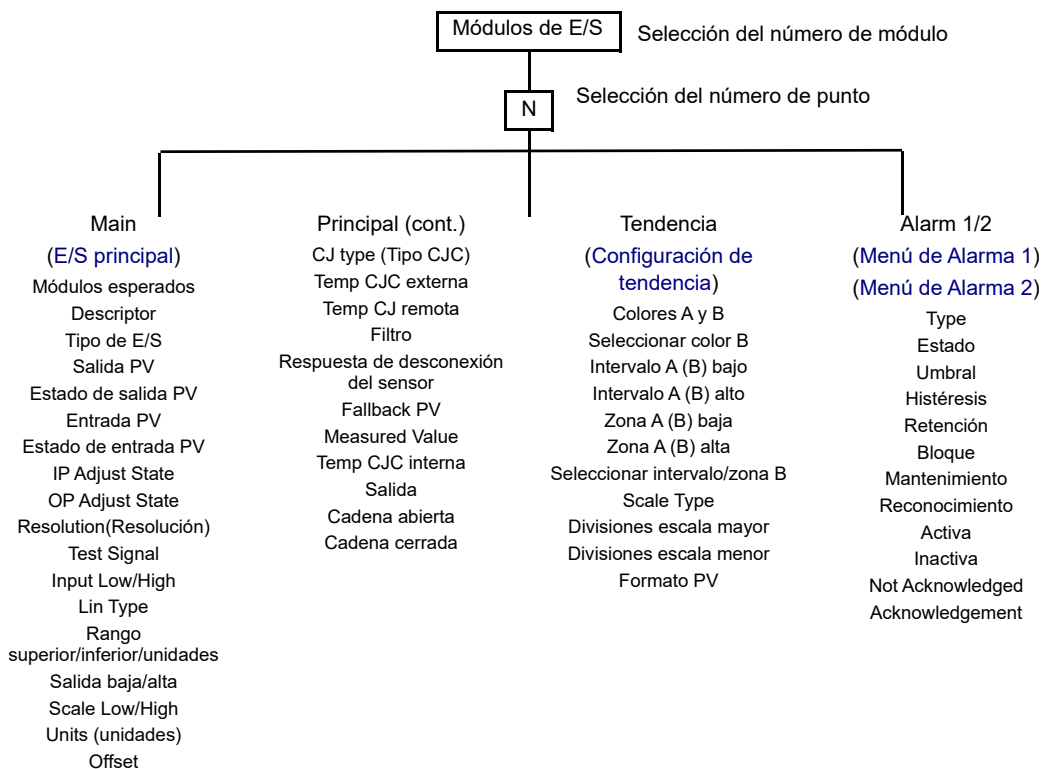 Módulos de E/S
Selección del número de módulo
N
Selección del número de punto
Main
(E/S principal)
Módulos esperados
Descriptor
Tipo de E/S
Salida PV
Estado de salida PV
Entrada PV
Estado de entrada PV
IP Adjust State
OP Adjust State
Resolution(Resolución)
Test Signal
Input Low/High
Lin Type
Rango
superior/inferior/unidades
Salida baja/alta
Scale Low/High
Units (unidades)
Offset
Principal (cont.)
CJ type (Tipo CJC)
Temp CJC externa
Temp CJ remota
Filtro
Respuesta de desconexión
del sensor
Fallback PV
Measured Value
Temp CJC interna
Salida
Cadena abierta
Cadena cerrada
Tendencia
(Configuración de
tendencia)
Colores A y B
Seleccionar color B
Intervalo A (B) bajo
Intervalo A (B) alto
Zona A (B) baja
Zona A (B) alta
Seleccionar intervalo/zona B
Scale Type
Divisiones escala mayor
Divisiones escala menor
Formato PV
Alarm 1/2
(Menú de Alarma 1)
(Menú de Alarma 2)
Type
Estado
Umbral
Histéresis
Retención
Bloque
Mantenimiento
Reconocimiento
Activa
Inactiva
Not Acknowledged
Acknowledgement